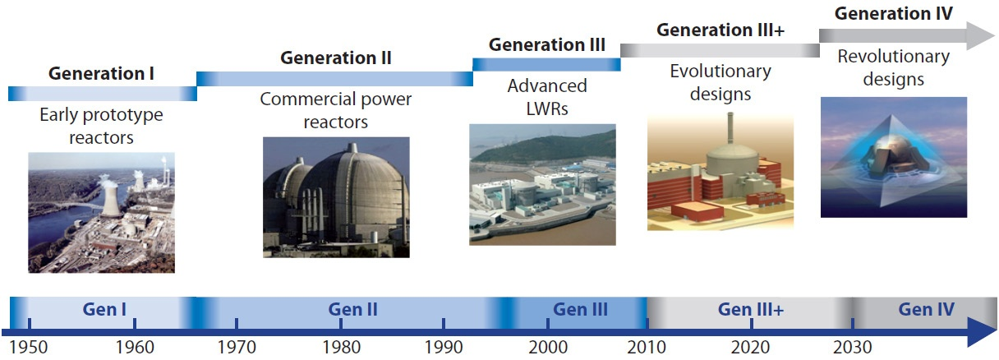 Generation I
Early prototype
reactors
Generation II
Commercial power
reactors
Generation III
Advanced
LWRs
Generation III+
Evolutionary
designs
Generation IV
Revolutionary
designs
Gen I
Gen II
Gen III
Gen III+
Gen IV
1950
1960
1970
1980
1990
2000
2010
2020
2030